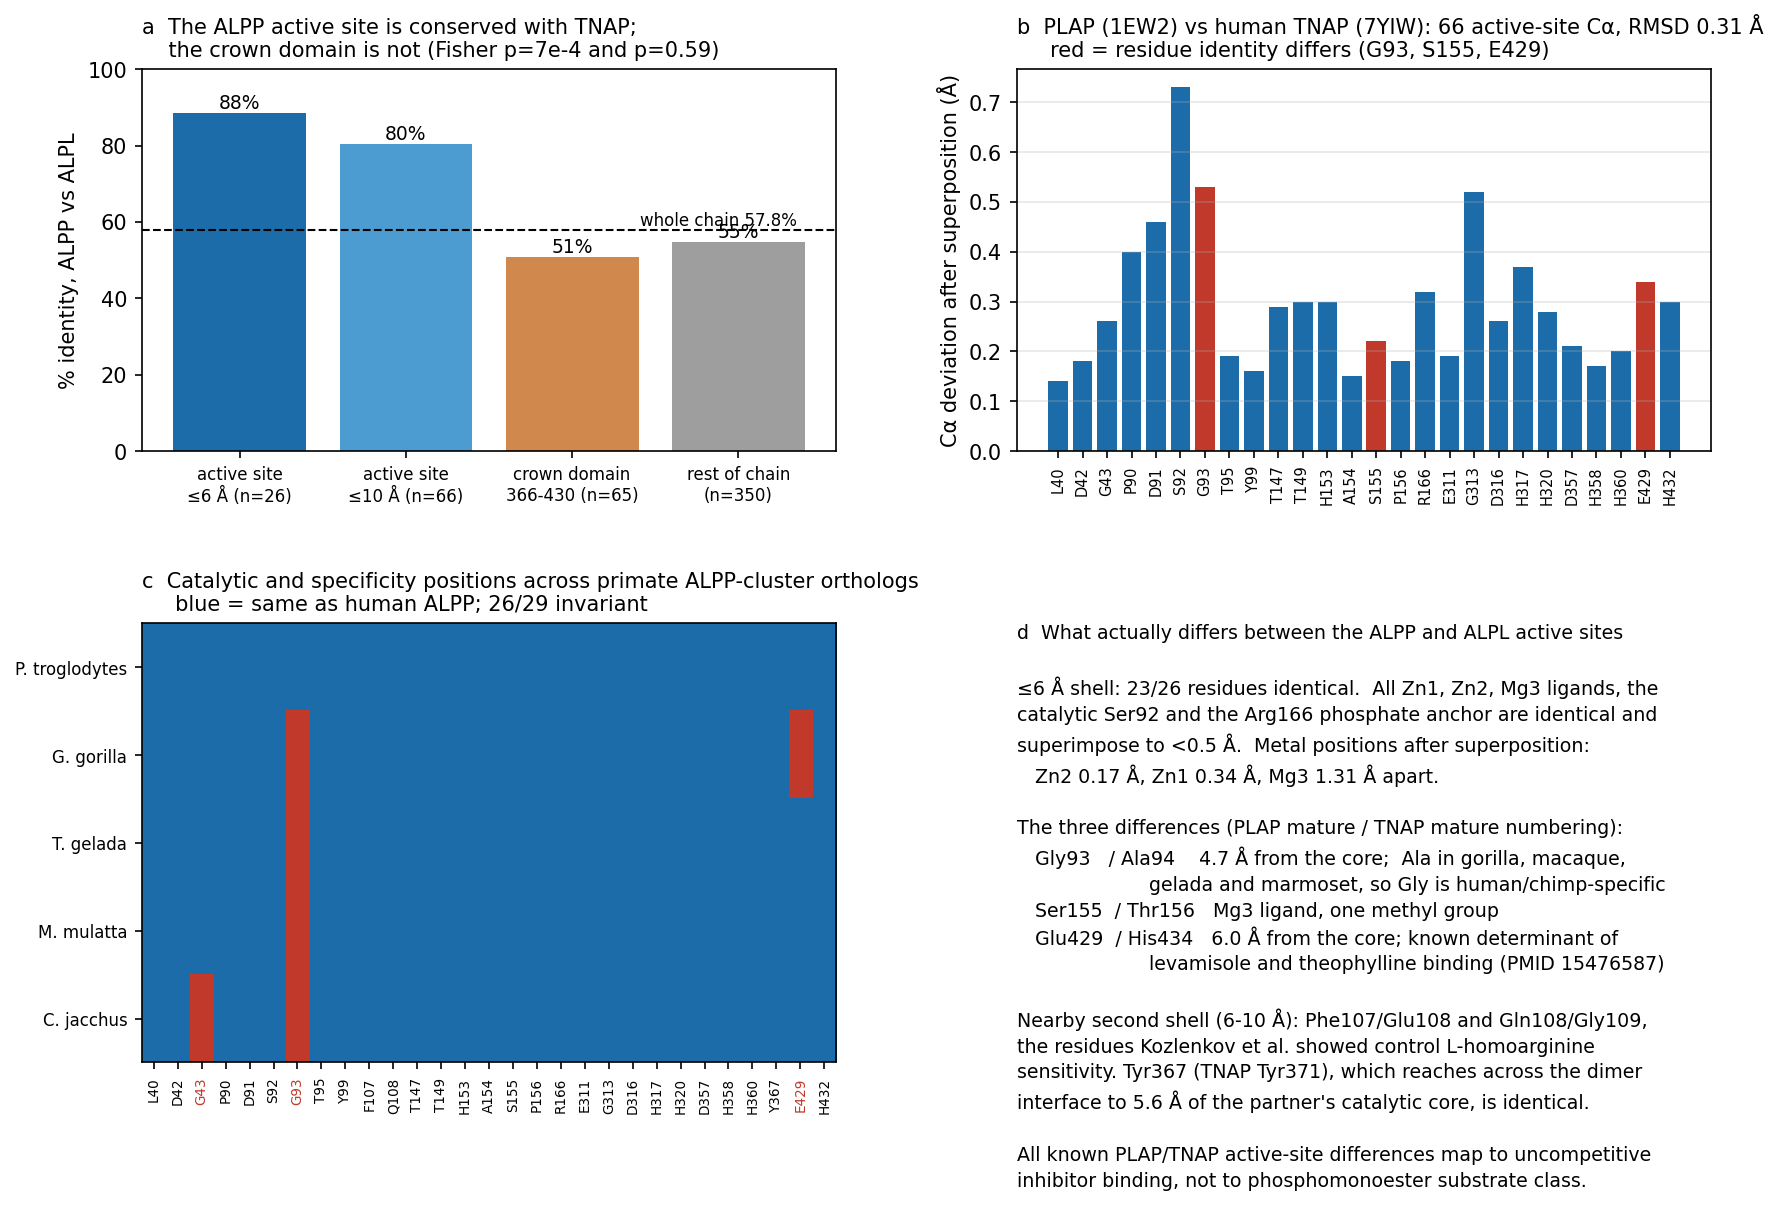 a  The ALPP active site is conserved with TNAP;
the crown domain is not (Fisher p=7e-4 and p=0.59)
% identity, ALPP vs ALPL
100
80
60
40
20
0
88%
80%
51%
55%
whole chain 57.8%
active site
≤6 Å (n=26)
active site
≤10 Å (n=66)
crown domain
366-430 (n=65)
rest of chain
(n=350)
b  PLAP (1EW2) vs human TNAP (7YIW): 66 active-site Cα, RMSD 0.31 Å
red = residue identity differs (G93, S155, E429)
Cα deviation after superposition (Å)
0.7
0.6
0.5
0.4
0.3
0.2
0.1
0.0
L40
D42
G43
P90
D91
S92
G93
T95
Y99
T147
T149
H153
A154
S155
P156
R166
E311
G313
D316
H317
H320
D357
H358
H360
E429
H432
c  Catalytic and specificity positions across primate ALPP-cluster orthologs
blue = same as human ALPP; 26/29 invariant
P. troglodytes
G. gorilla
T. gelada
M. mulatta
C. jacchus
L40
D42
G43
P90
D91
S92
G93
T95
Y99
F107
Q108
T147
T149
H153
A154
S155
P156
R166
E311
G313
D316
H317
H320
D357
H358
H360
Y367
E429
H432
d  What actually differs between the ALPP and ALPL active sites
≤6 Å shell: 23/26 residues identical.  All Zn1, Zn2, Mg3 ligands, the
catalytic Ser92 and the Arg166 phosphate anchor are identical and
superimpose to <0.5 Å.  Metal positions after superposition:
Zn2 0.17 Å, Zn1 0.34 Å, Mg3 1.31 Å apart.
The three differences (PLAP mature / TNAP mature numbering):
Gly93   / Ala94    4.7 Å from the core;  Ala in gorilla, macaque,
gelada and marmoset, so Gly is human/chimp-specific
Ser155  / Thr156   Mg3 ligand, one methyl group
Glu429  / His434   6.0 Å from the core; known determinant of
levamisole and theophylline binding (PMID 15476587)
Nearby second shell (6-10 Å): Phe107/Glu108 and Gln108/Gly109,
the residues Kozlenkov et al. showed control L-homoarginine
sensitivity. Tyr367 (TNAP Tyr371), which reaches across the dimer
interface to 5.6 Å of the partner's catalytic core, is identical.
All known PLAP/TNAP active-site differences map to uncompetitive
inhibitor binding, not to phosphomonoester substrate class.